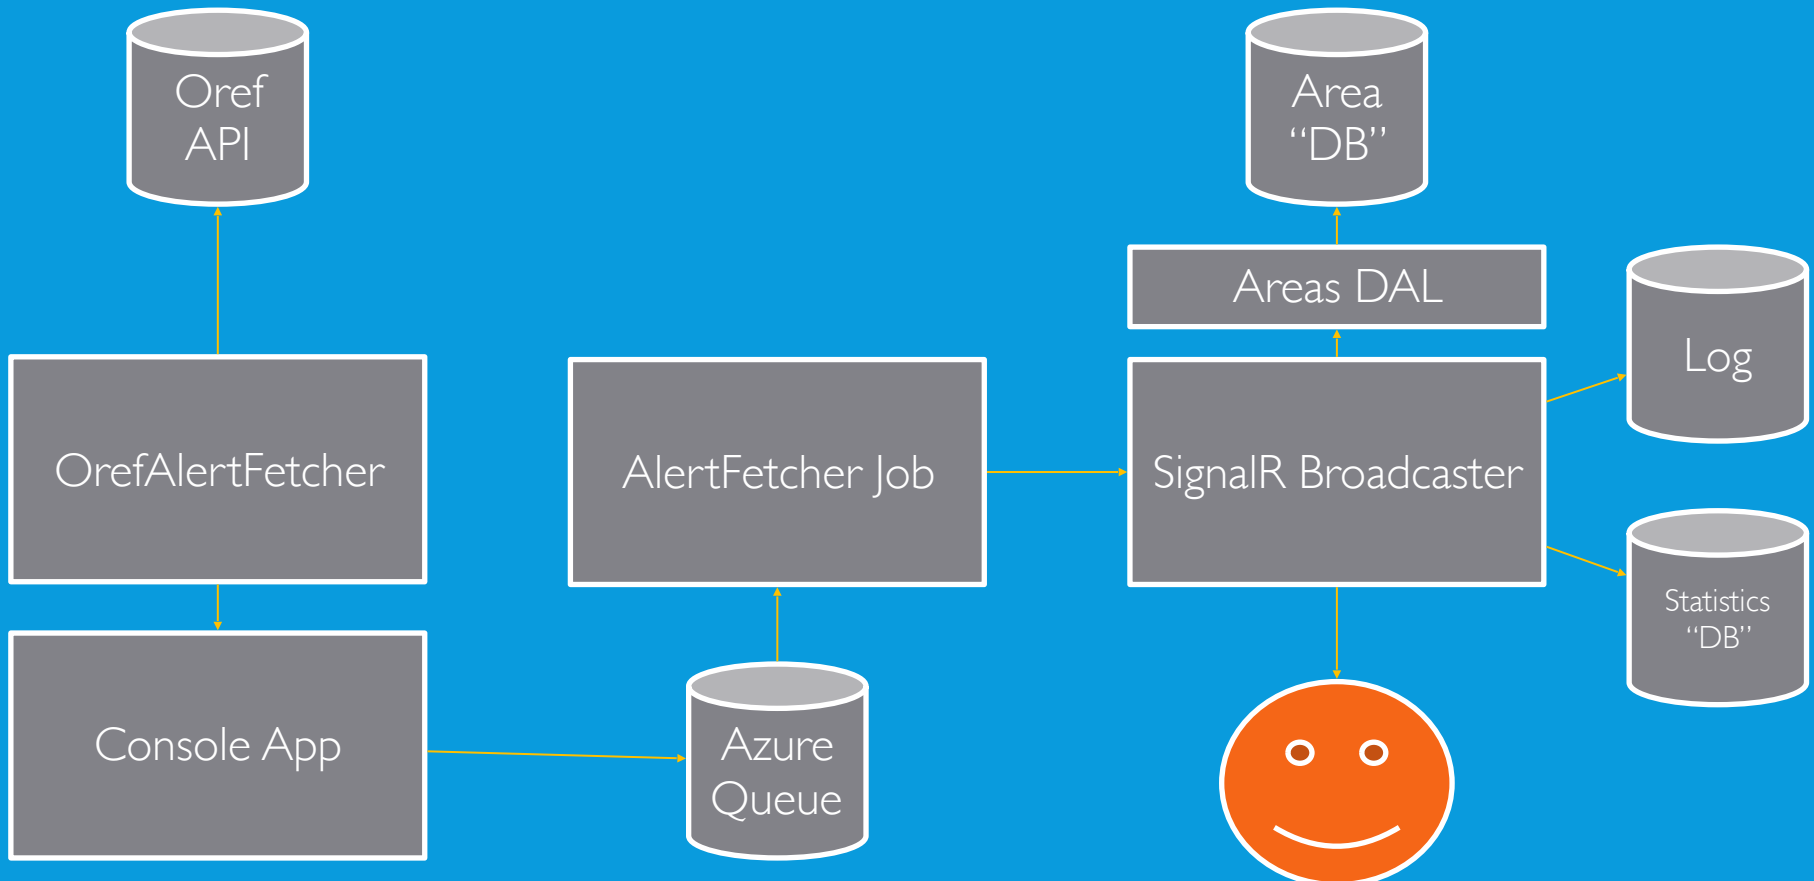 Oref
API
Area
“DB”
Areas DAL
Log
OrefAlertFetcher
AlertFetcher Job
SignalR Broadcaster
Statistics
“DB”
Console App
Azure
Queue